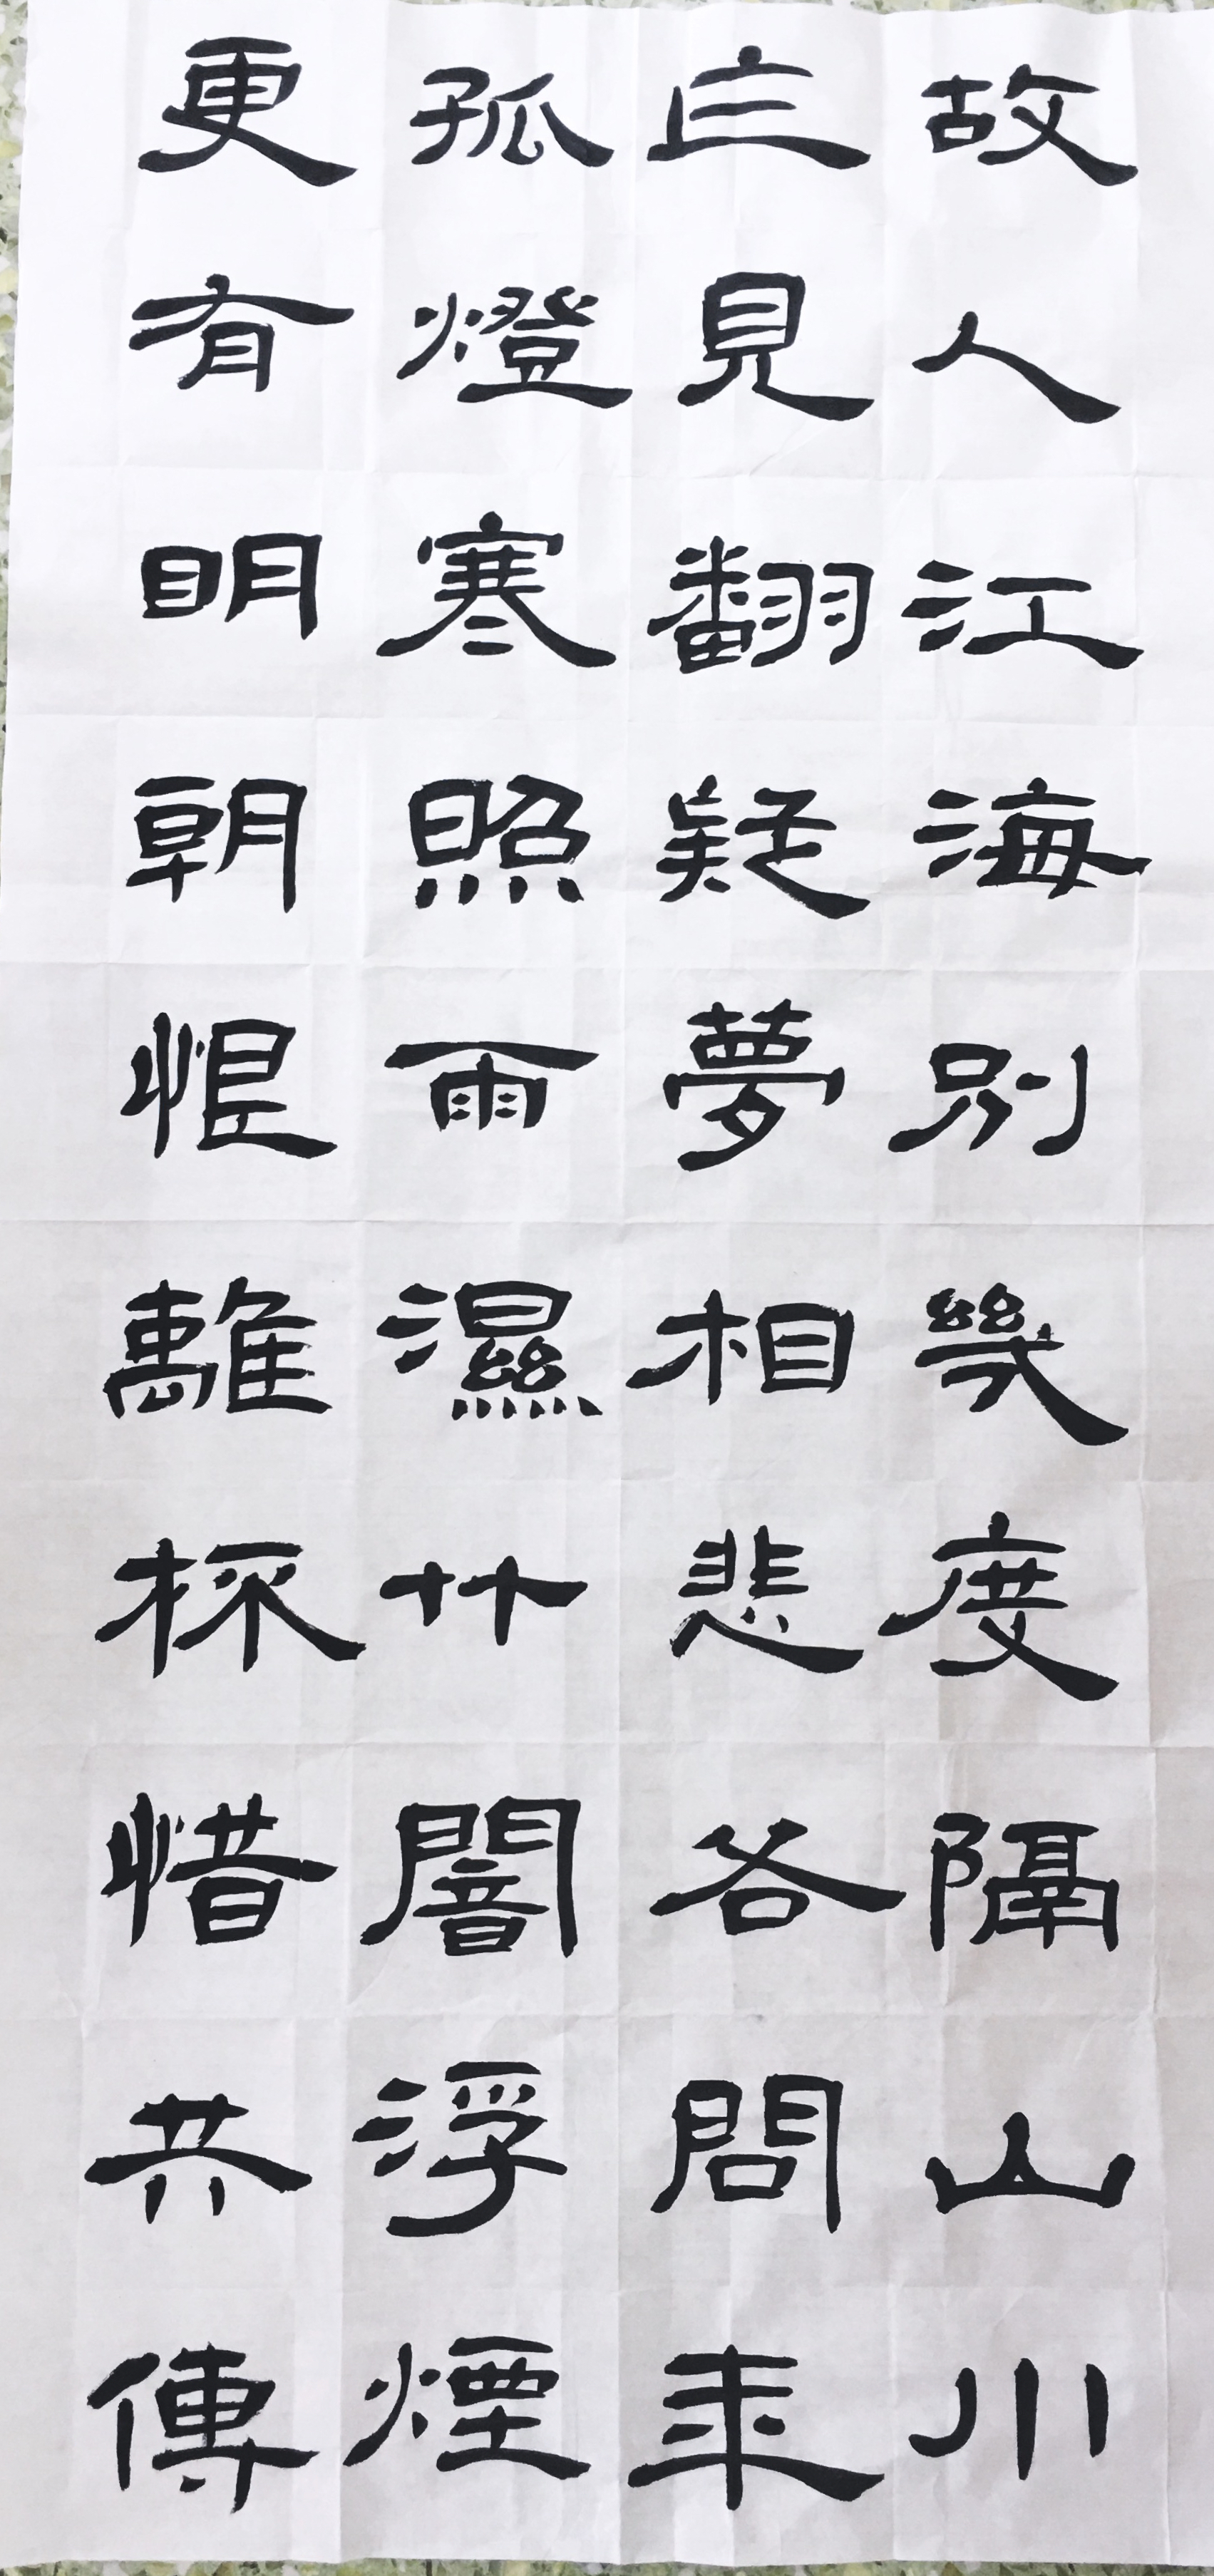 故人江海別幾度隔山川
乍見翻疑夢相悲各問年
孤燈寒照雨濕竹闇浮煙
更有明朝恨離杯惜共傳